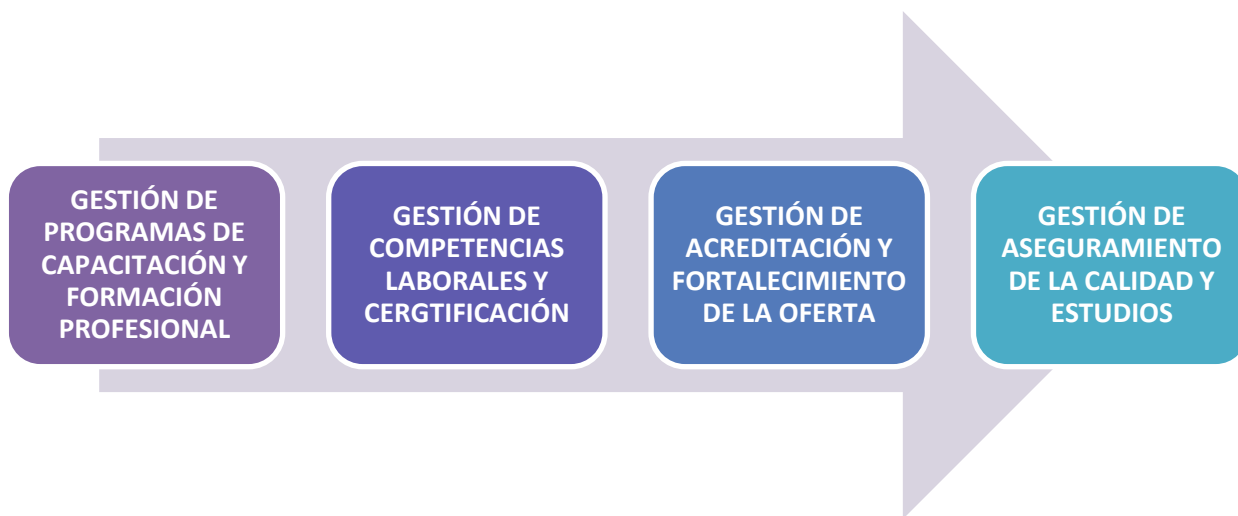 GESTIÓN DE
PROGRAMAS DE
CAPACITACIÓN Y
FORMACIÓN
PROFESIONAL
GESTIÓN DE
COMPETENCIAS
LABORALES Y
CERGTIFICACIÓN
GESTIÓN DE
ACREDITACIÓN Y
FORTALECIMIENTO
DE LA OFERTA
GESTIÓN DE
ASEGURAMIENTO
DE LA CALIDAD Y
ESTUDIOS